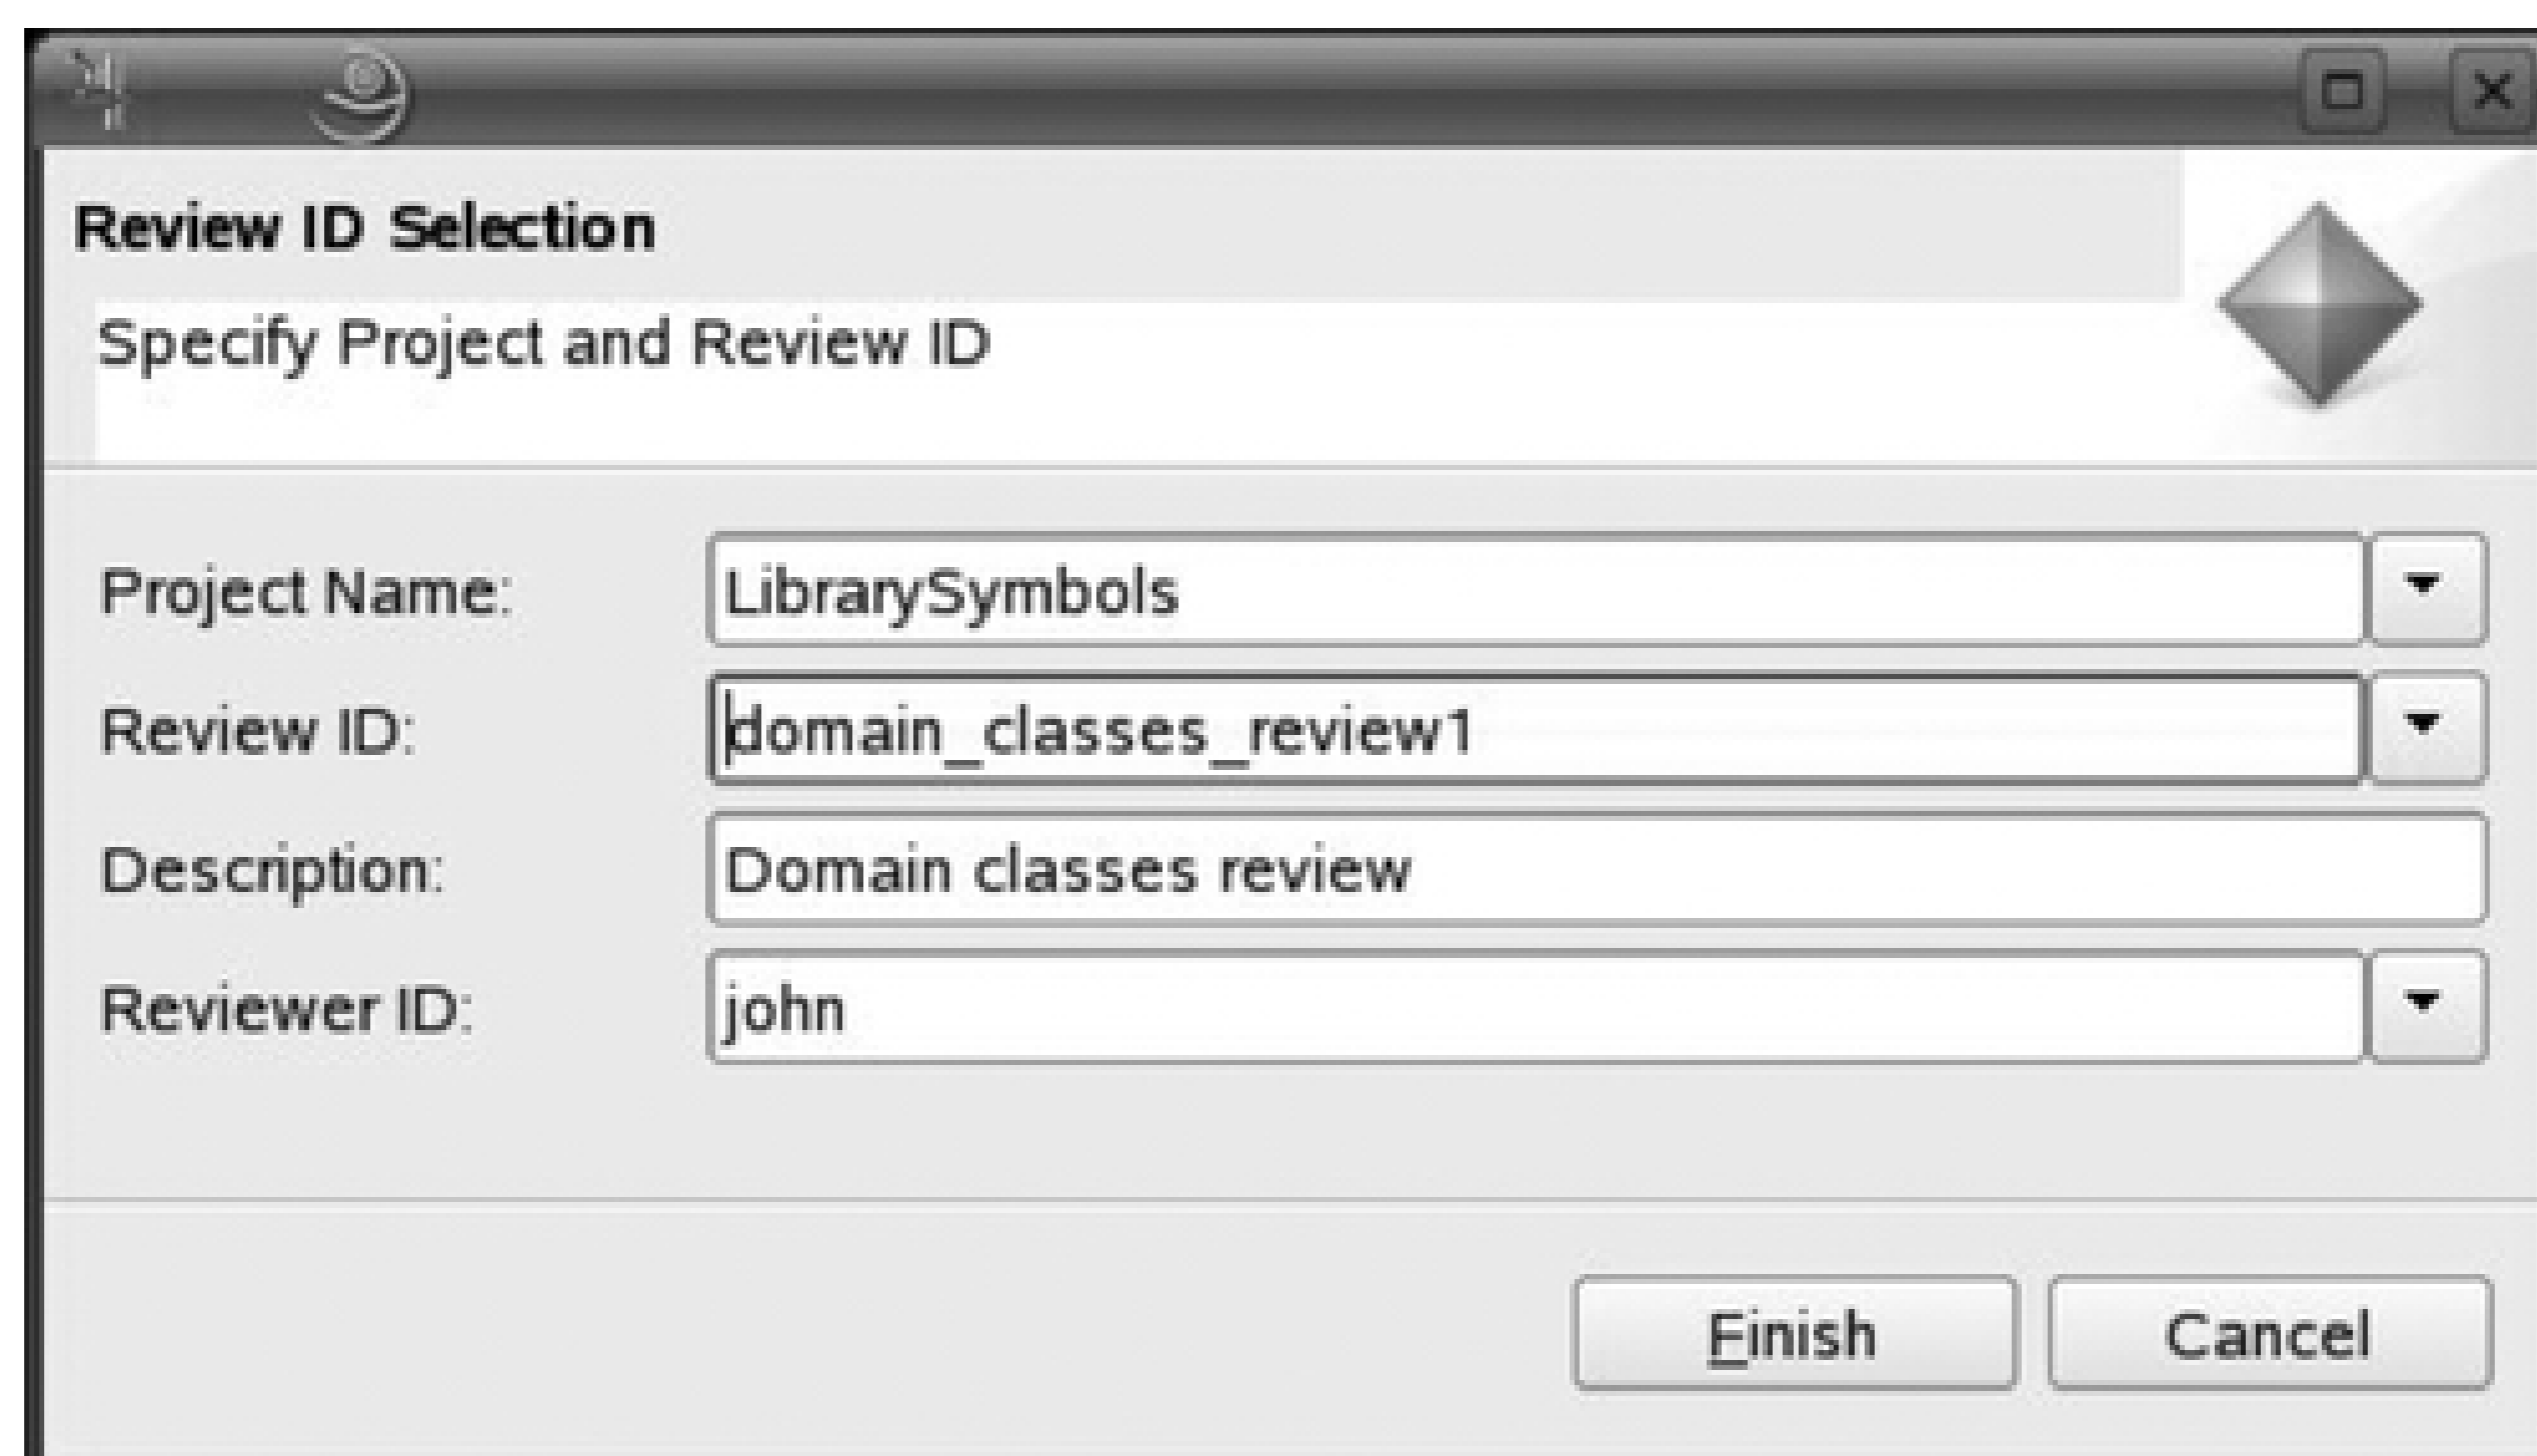 Review ID Selection
Specify Project and Review ID
Project Name: LibrarySymbols
Review ID: domain_classes_review1
Description: Domain classes review
Reviewer ID: john
Finish Cancel